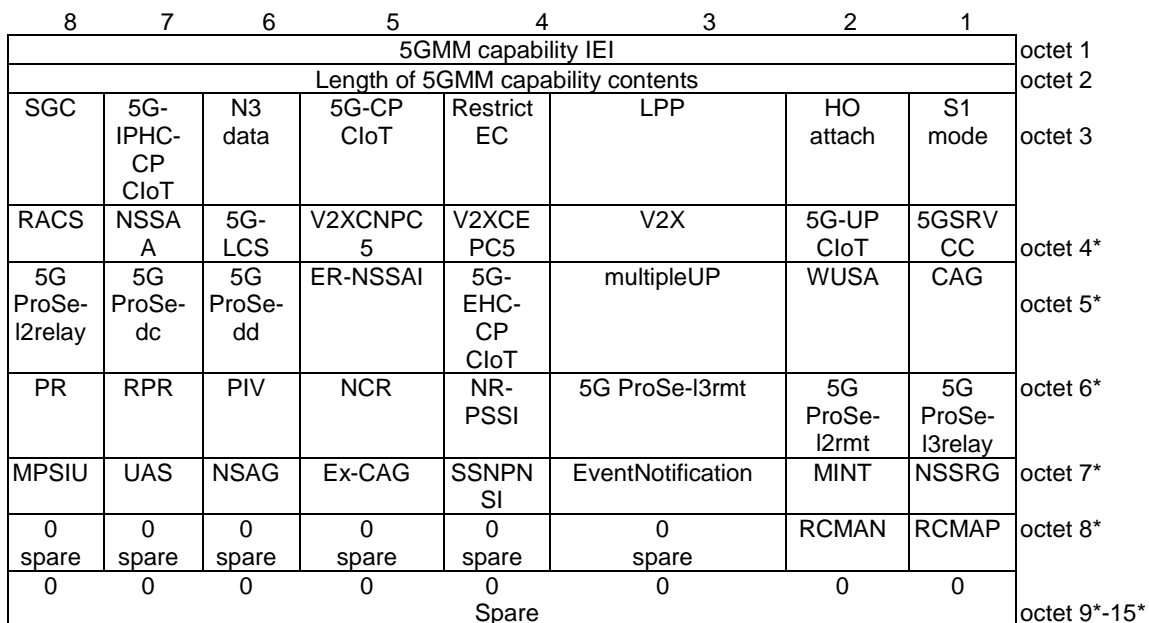 8 7 6 5 4 3 2 1
5GMM capability IEI octet 1
Length of 5GMM capability contents octet 2
SGC 5G- N3 5G-CP Restrict LPP HO S1
IPHC- data CIoT EC attach mode octet 3
CP
CIoT
RACS NSSA 5G- V2XCNPC V2XCE V2X 5G-UP 5GSRV
A LCS 5 PC5 CIoT CC octet 4*
5G 5G 5G ER-NSSAI 5G- multipleUP WUSA CAG
ProSe- ProSe- ProSe- EHC- octet 5*
l2relay dc dd CP
CIoT
PR RPR PIV NCR NR- 5G ProSe-l3rmt 5G 5G octet 6*
PSSI ProSe- ProSe-
l2rmt l3relay
MPSIU UAS NSAG Ex-CAG SSNPN EventNotification MINT NSSRG octet 7*
SI
0 0 0 0 0 0 RCMAN RCMAP octet 8*
spare spare spare spare spare spare
0 0 0 0 0 0 0 0
Spare octet 9*-15*